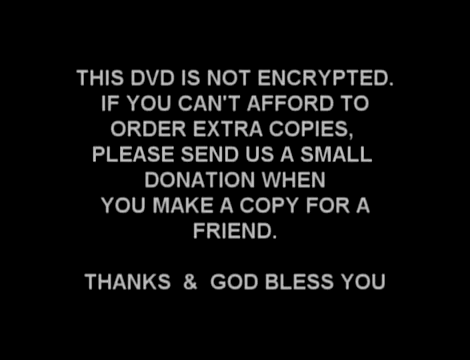 THIS DVD IS NOT ENCRYPTED.
IF YOU CAN'T AFFORD TO
ORDER EXTRA COPIES,
PLEASE SEND US A SMALL
DONATION WHEN
YOU MAKE A COPY FOR A
FRIEND.
THANKS & GOD BLESS YOU